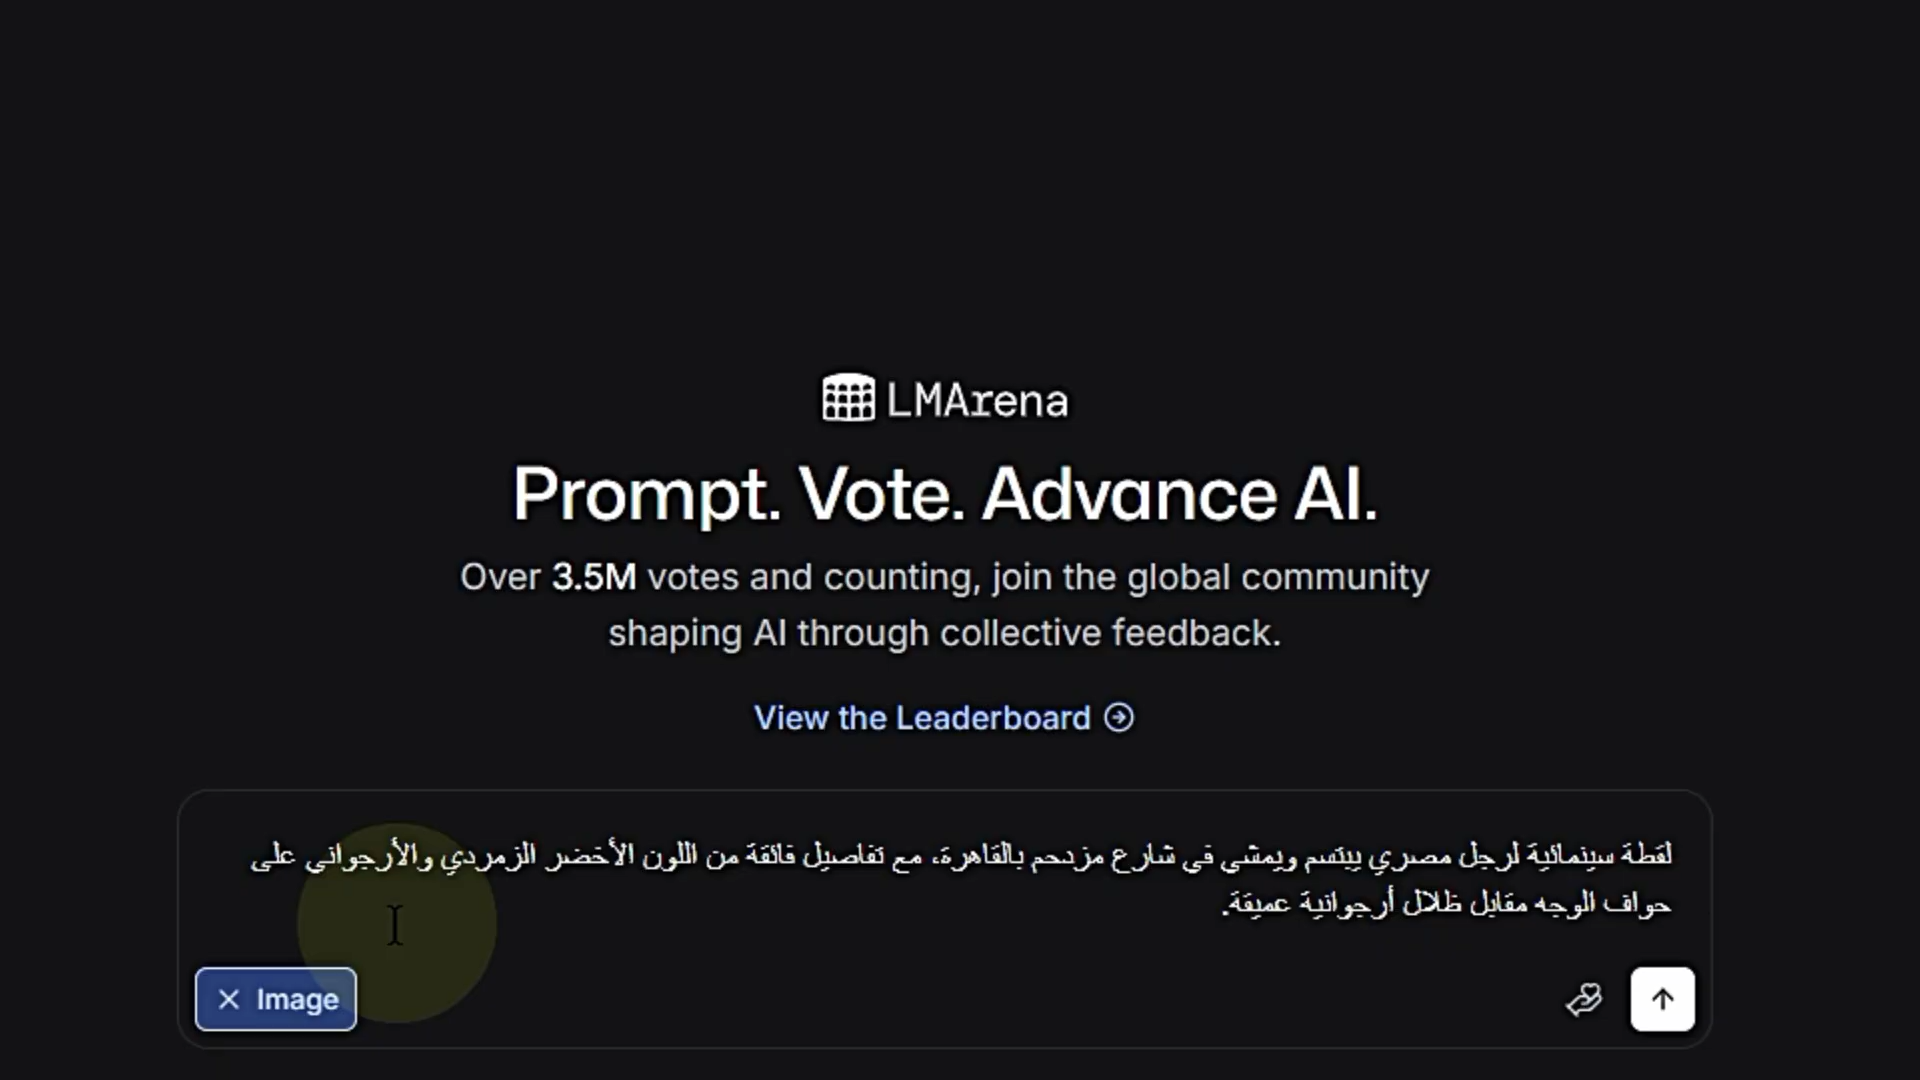 LMArena
Prompt. Vote. Advance AI.
Over 3.5M votes and counting, join the global community
shaping AI through collective feedback.
View the Leaderboard
لقطة سينمائية لرجل مصري يبتسم ويمشي في شارع مزدحم بالقاهرة، مع تفاصيل فائقة من اللون الأخضر الزمردي والأرجواني على
حواف الوجه مقابل ظلال أرجوانية عميقة.
Image